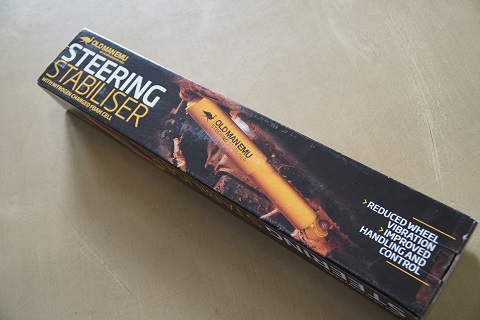 OLD MAN EMU
STEERING
STABILISER
WITH NITROGEN CHARGED FOAM CELL
OLD MAN EMU
> REDUCED WHEEL
VIBRATION
> IMPROVED
HANDLING AND
CONTROL
STEERING